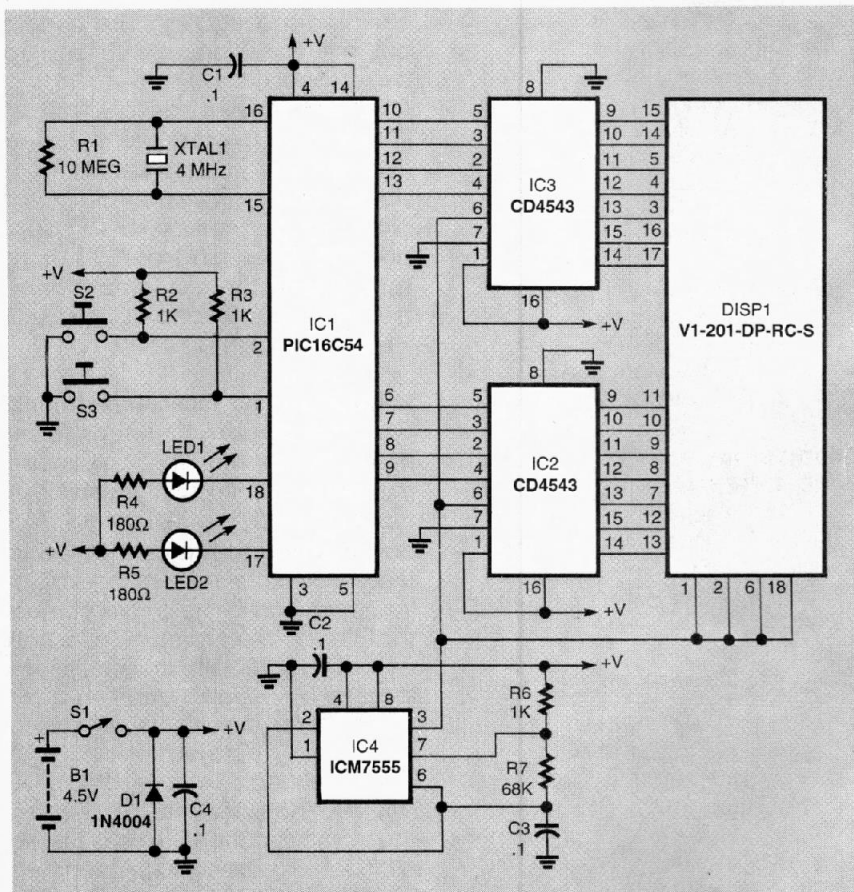 +V
C1
.1
4
14
8
16
R1
10 MEG
XTAL1
4 MHz
15
10
11
12
13
5
3
2
4
6
7
1
IC3
CD4543
16
+V
9
10
11
12
13
15
14
15
14
5
4
3
16
17
DISP1
V1-201-DP-RC-S
+V
S2
R2
1K
R3
1K
2
S3
1
IC1
PIC16C54
LED1
R4
180Ω
18
+V
R5
180Ω
LED2
17
3
5
6
7
8
9
8
5
3
2
4
6
7
1
IC2
CD4543
16
+V
9
10
11
12
13
15
14
11
10
9
8
7
12
13
1
2
6
18
C2
.1
+V
4
8
2
1
IC4
ICM7555
3
7
6
R6
1K
R7
68K
C3
.1
S1
+V
+
B1
4.5V
D1
1N4004
C4
.1